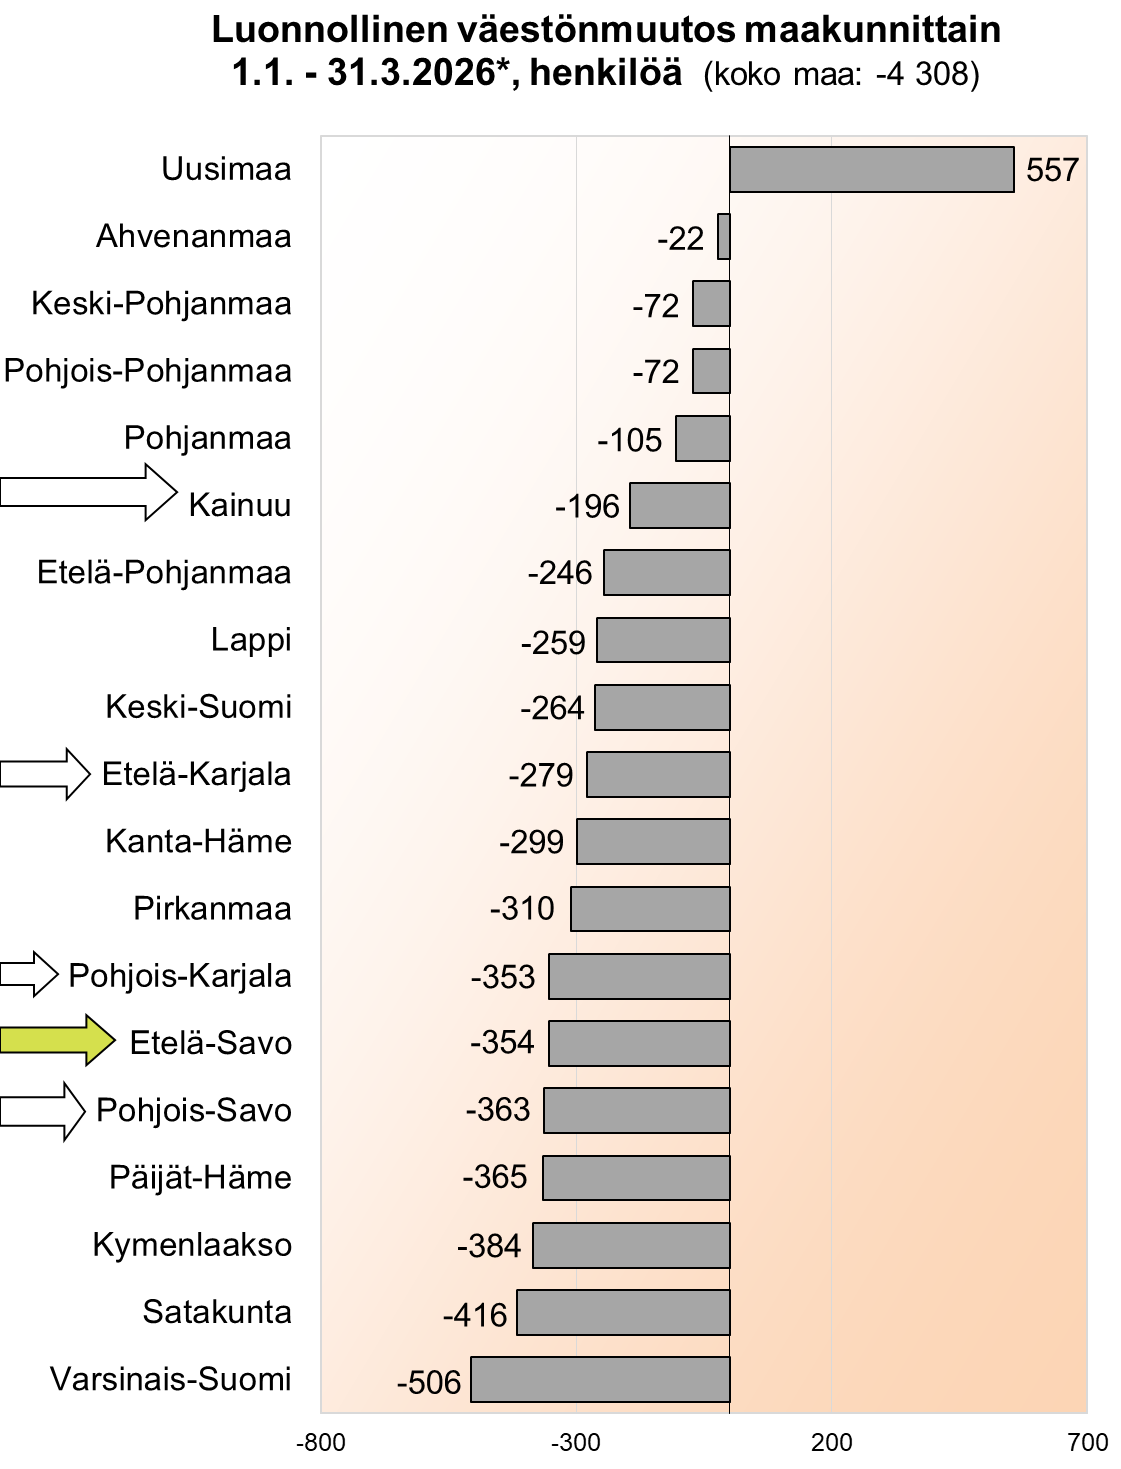 Luonnollinen väestönmuutos maakunnittain
1.1. - 31.3.2026*, henkilöä (koko maa: -4 308)
Uusimaa 557
Ahvenanmaa -22
Keski-Pohjanmaa -72
Pohjois-Pohjanmaa -72
Pohjanmaa -105
Kainuu -196
Etelä-Pohjanmaa -246
Lappi -259
Keski-Suomi -264
Etelä-Karjala -279
Kanta-Häme -299
Pirkanmaa -310
Pohjois-Karjala -353
Etelä-Savo -354
Pohjois-Savo -363
Päijät-Häme -365
Kymenlaakso -384
Satakunta -416
Varsinais-Suomi -506
-800 -300 200 700